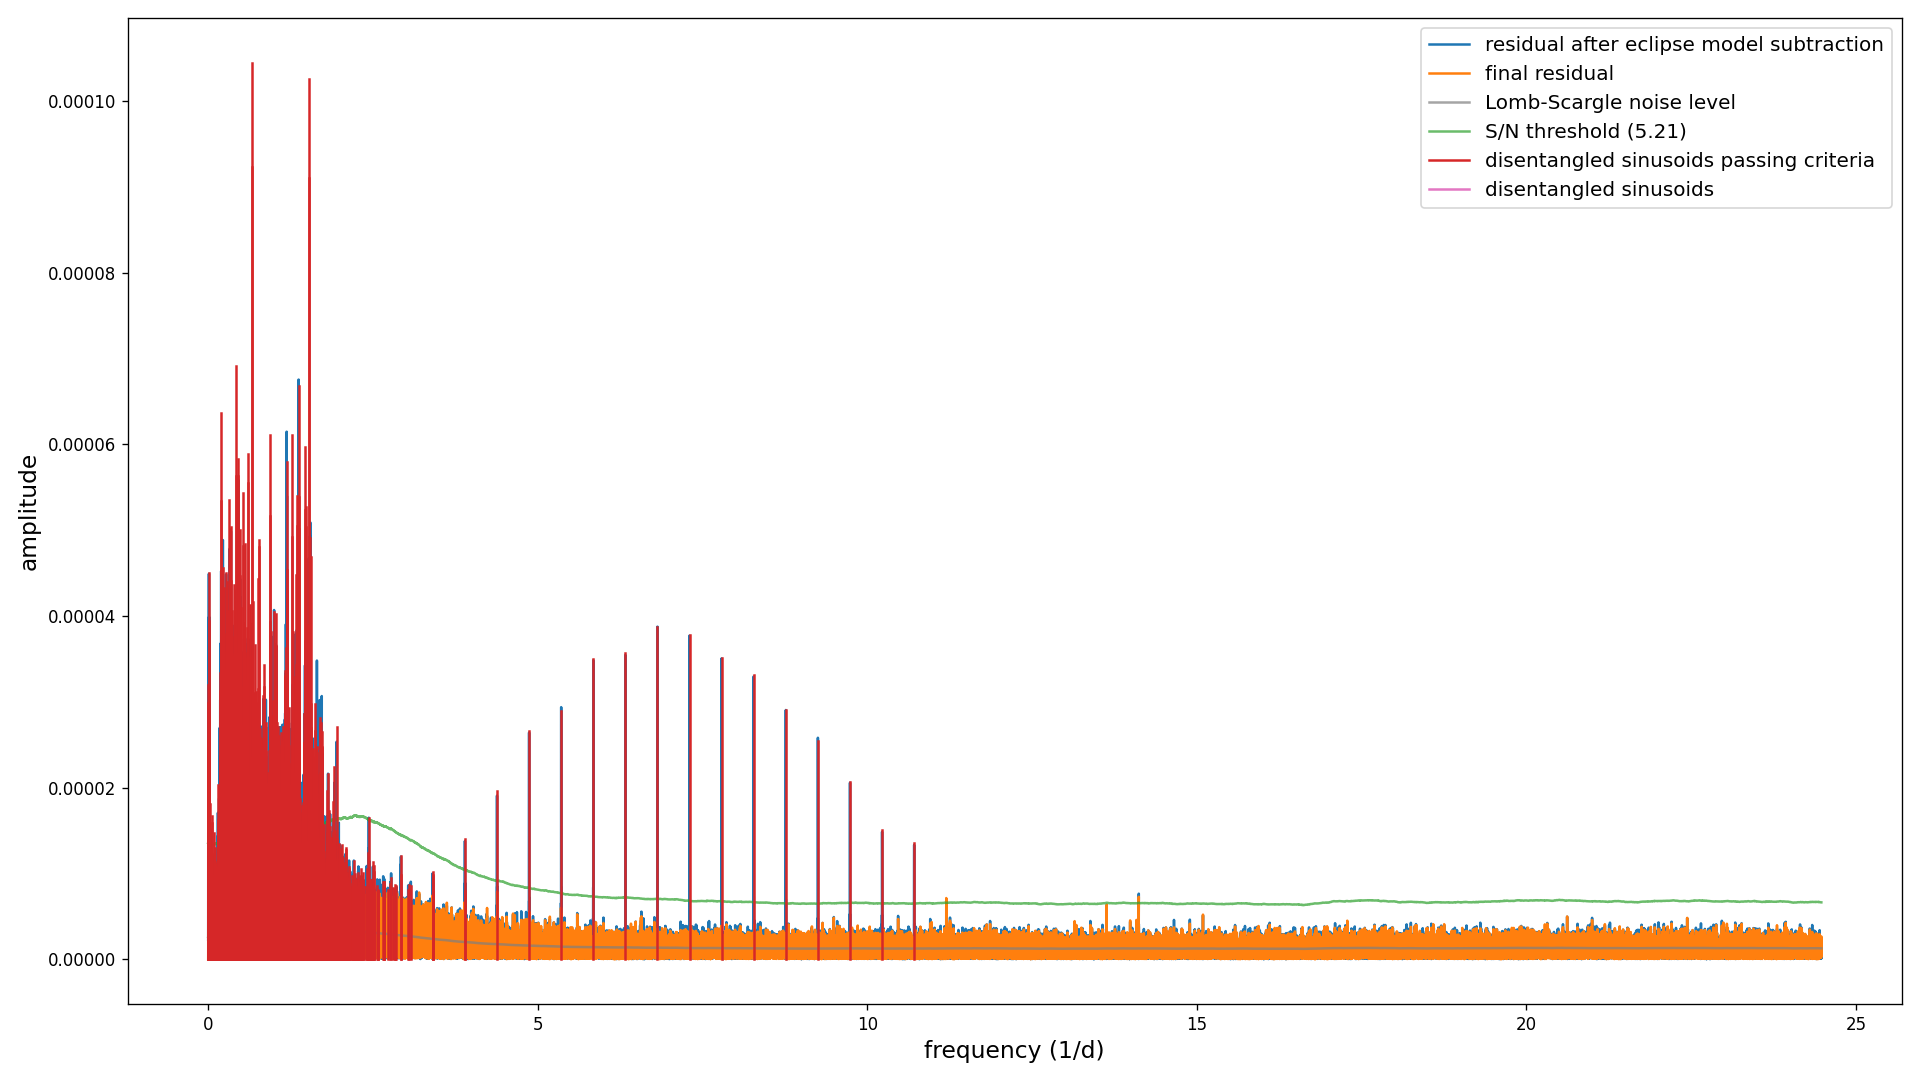 residual after eclipse model subtraction
final residual
Lomb-Scargle noise level
S/N threshold (5.21)
disentangled sinusoids passing criteria
disentangled sinusoids
0.00010
0.00008
0.00006
0.00004
0.00002
0.00000
amplitude
0 5 10 15 20 25
frequency (1/d)